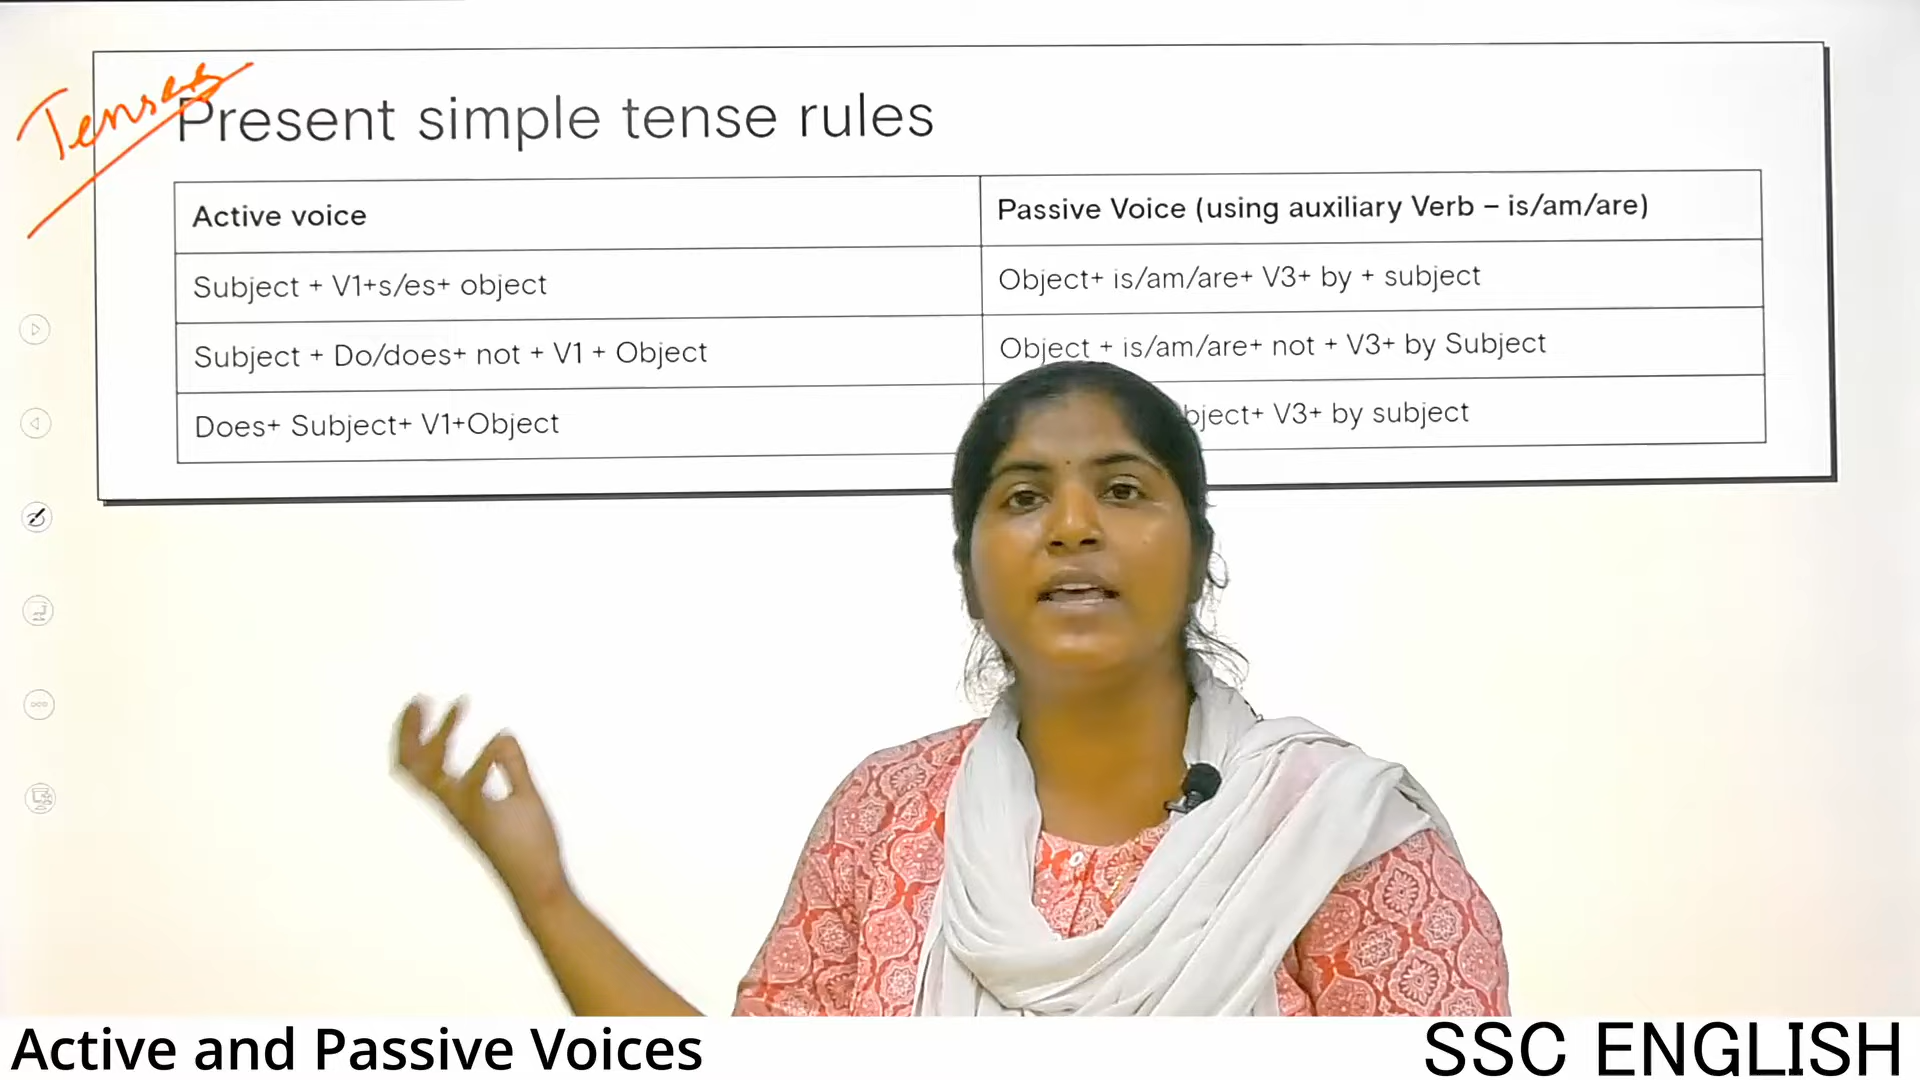 Tenses
Present simple tense rules
Active voice
Passive Voice (using auxiliary Verb – is/am/are)
Subject + V1+s/es+ object
Object+ is/am/are+ V3+ by + subject
Subject + Do/does+ not + V1 + Object
Object + is/am/are+ not + V3+ by Subject
Does+ Subject+ V1+Object
bject+ V3+ by subject
Active and Passive Voices
SSC ENGLISH